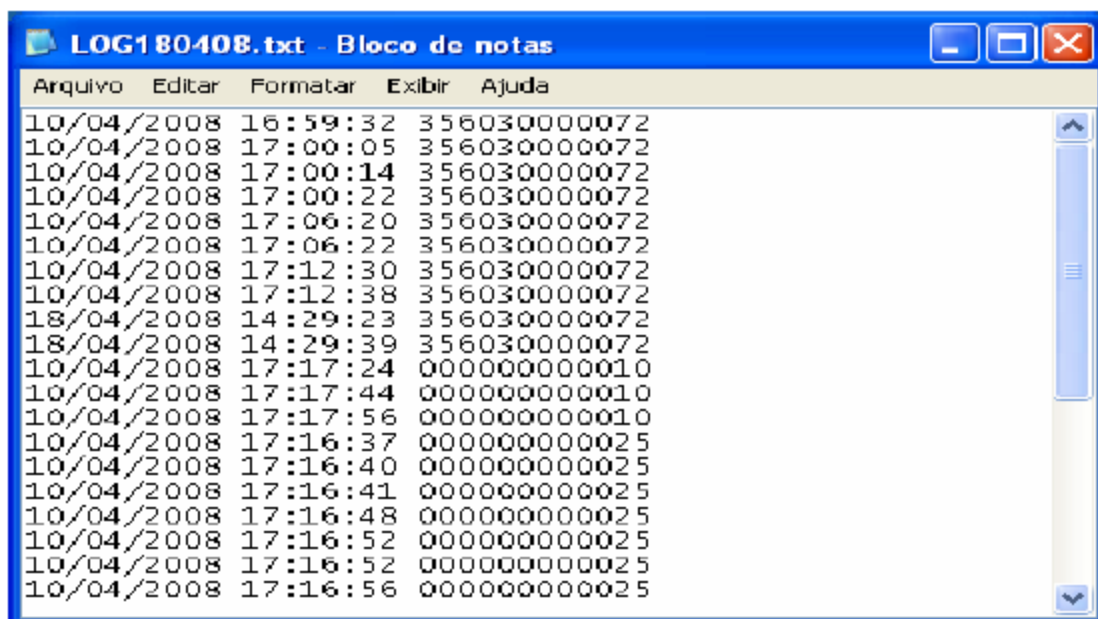 LOG180408.txt - Bloco de notas
Arquivo Editar Formatar Exibir Ajuda
10/04/2008 16:59:32 356030000072
10/04/2008 17:00:05 356030000072
10/04/2008 17:00:14 356030000072
10/04/2008 17:00:22 356030000072
10/04/2008 17:06:20 356030000072
10/04/2008 17:06:22 356030000072
10/04/2008 17:12:30 356030000072
10/04/2008 17:12:38 356030000072
18/04/2008 14:29:23 356030000072
18/04/2008 14:29:39 356030000072
10/04/2008 17:17:24 000000000010
10/04/2008 17:17:44 000000000010
10/04/2008 17:17:56 000000000010
10/04/2008 17:16:37 000000000025
10/04/2008 17:16:40 000000000025
10/04/2008 17:16:41 000000000025
10/04/2008 17:16:48 000000000025
10/04/2008 17:16:52 000000000025
10/04/2008 17:16:52 000000000025
10/04/2008 17:16:56 000000000025